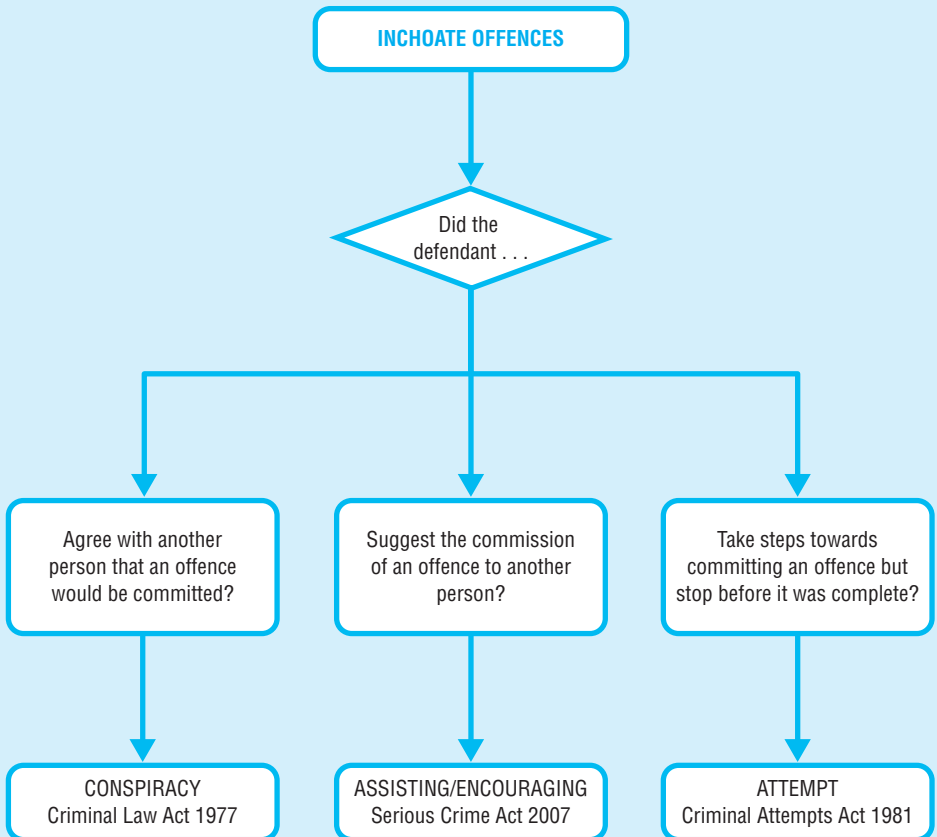 INCHOATE OFFENCES
Did the
defendant . . .
Agree with another
person that an offence
would be committed?
Suggest the commission
of an offence to another
person?
Take steps towards
committing an offence but
stop before it was complete?
CONSPIRACY
Criminal Law Act 1977
ASSISTING/ENCOURAGING
Serious Crime Act 2007
ATTEMPT
Criminal Attempts Act 1981